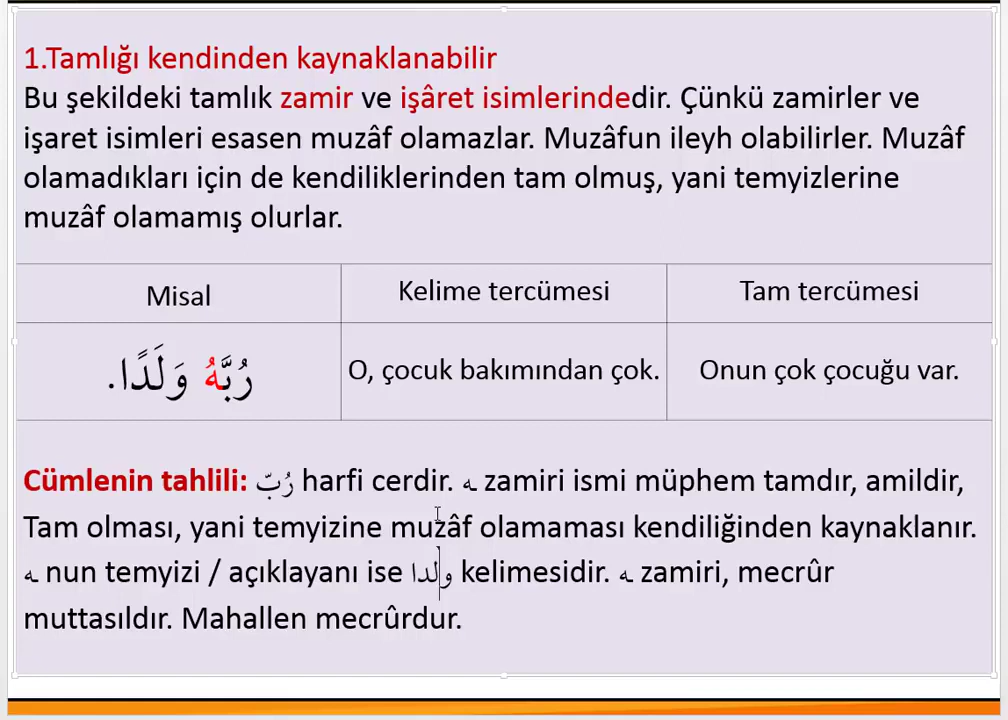 1.Tamlığı kendinden kaynaklanabilir
Bu şekildeki tamlık zamir ve işâret isimlerindedir. Çünkü zamirler ve
işaret isimleri esasen muzâf olamazlar. Muzâfun ileyh olabilirler. Muzâf
olamadıkları için de kendiliklerinden tam olmuş, yani temyizlerine
muzâf olamamış olurlar.
Misal
Kelime tercümesi
Tam tercümesi
رُبَّهُ وَلَدًا.
O, çocuk bakımından çok.
Onun çok çocuğu var.
Cümlenin tahlili: رُبّ harfi cerdir. ـه zamiri ismi müphem tamdır, amildir,
Tam olması, yani temyizine muzâf olamaması kendiliğinden kaynaklanır.
ـه nun temyizi / açıklayanı ise ولدا kelimesidir. ـه zamiri, mecrûr
muttasıldır. Mahallen mecrûrdur.